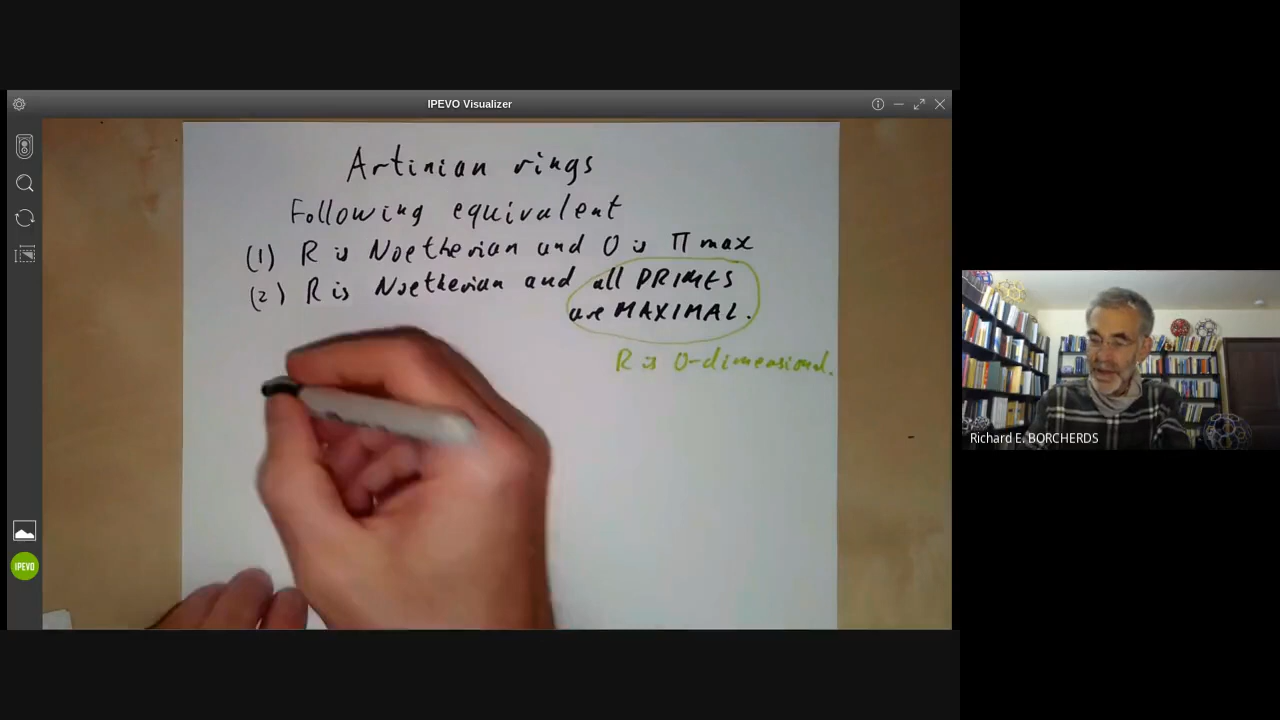 IPEVO Visualizer
Artinian rings
Following equivalent
(1) R is Noetherian and 0 is Π max
(2) R is Noetherian and all PRIMES
are MAXIMAL.
R is 0-dimensional.
Richard E. BORCHERDS
IPEVO